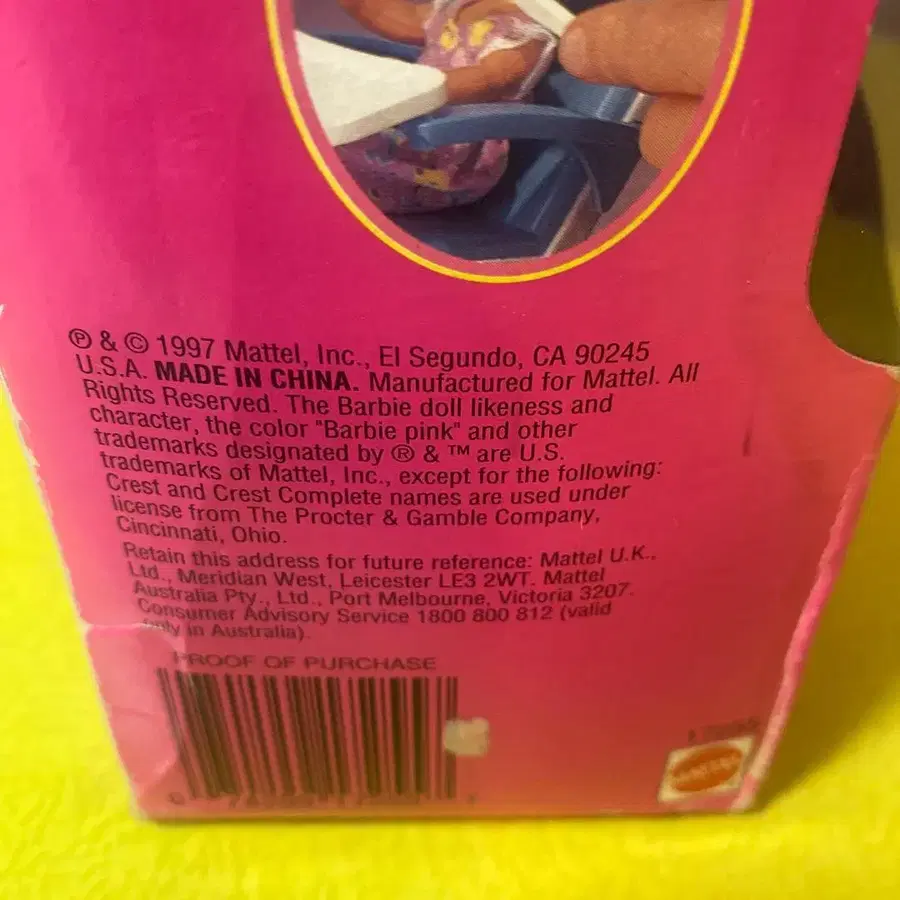 ℗ & © 1997 Mattel, Inc., El Segundo, CA 90245
U.S.A. MADE IN CHINA. Manufactured for Mattel. All
Rights Reserved. The Barbie doll likeness and
character, the color "Barbie pink" and other
trademarks designated by ® & ™ are U.S.
trademarks of Mattel, Inc., except for the following:
Crest and Crest Complete names are used under
license from The Procter & Gamble Company,
Cincinnati, Ohio.
Retain this address for future reference: Mattel U.K.,
Ltd., Meridian West, Leicester LE3 2WT. Mattel
Australia Pty., Ltd., Port Melbourne, Victoria 3207.
Consumer Advisory Service 1800 800 812 (valid
only in Australia).
PROOF OF PURCHASE
MATTEL